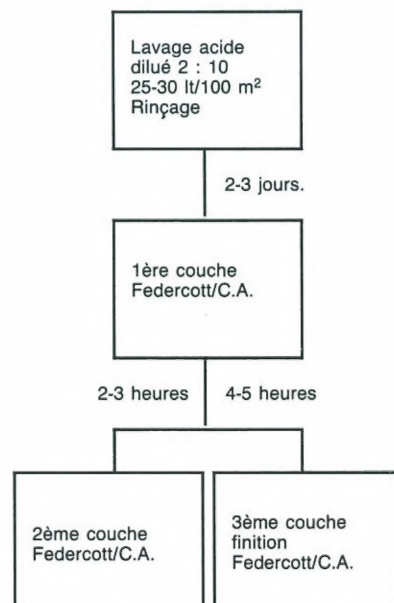 Lavage acide
dilué 2 : 10
25-30 lt/100 m²
Rinçage
2-3 jours.
1ère couche
Federcott/C.A.
2-3 heures
4-5 heures
2ème couche
Federcott/C.A.
3ème couche
finition
Federcott/C.A.